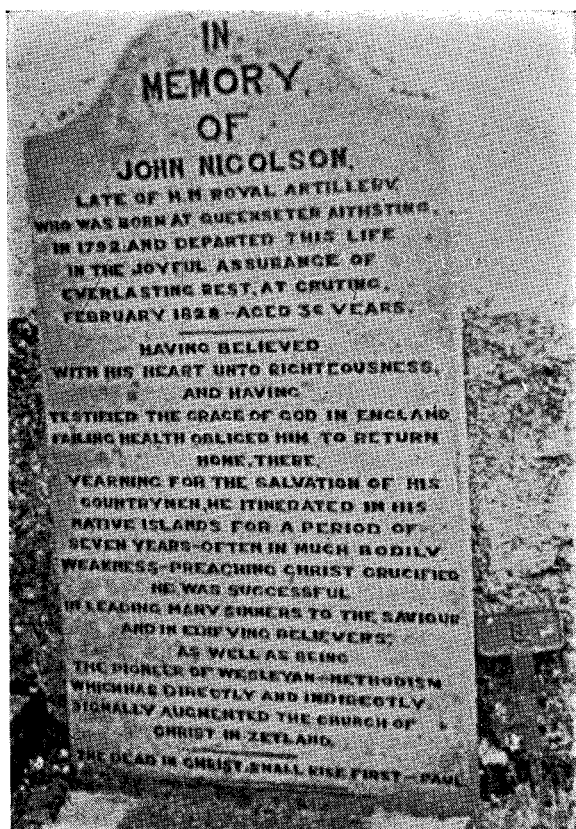 IN
MEMORY
OF
JOHN NICOLSON,
LATE OF H.M ROYAL ARTILLERY,
WHO WAS BORN AT QUEENSETER AITHSTING,
IN 1792, AND DEPARTED THIS LIFE
IN THE JOYFUL ASSURANCE OF
EVERLASTING REST, AT GRUTING,
FEBRUARY 1828 – AGED 36 YEARS.
HAVING BELIEVED
WITH HIS HEART UNTO RIGHTEOUSNESS,
AND HAVING
TESTIFIED THE GRACE OF GOD IN ENGLAND
FAILING HEALTH OBLIGED HIM TO RETURN
HOME, THERE,
YEARNING FOR THE SALVATION OF HIS
COUNTRYMEN, HE ITINERATED IN HIS
NATIVE ISLANDS FOR A PERIOD OF
SEVEN YEARS – OFTEN IN MUCH BODILY
WEAKNESS – PREACHING CHRIST CRUCIFIED
HE WAS SUCCESSFUL
IN LEADING MANY SINNERS TO THE SAVIOUR
AND IN EDIFYING BELIEVERS;
AS WELL AS BEING
THE PIONEER OF WESLEYAN-METHODISM
WHICH HAS DIRECTLY AND INDIRECTLY,
SIGNALLY AUGMENTED THE CHURCH OF
CHRIST IN ZETLAND.
THE DEAD IN CHRIST SHALL RISE FIRST – PAUL